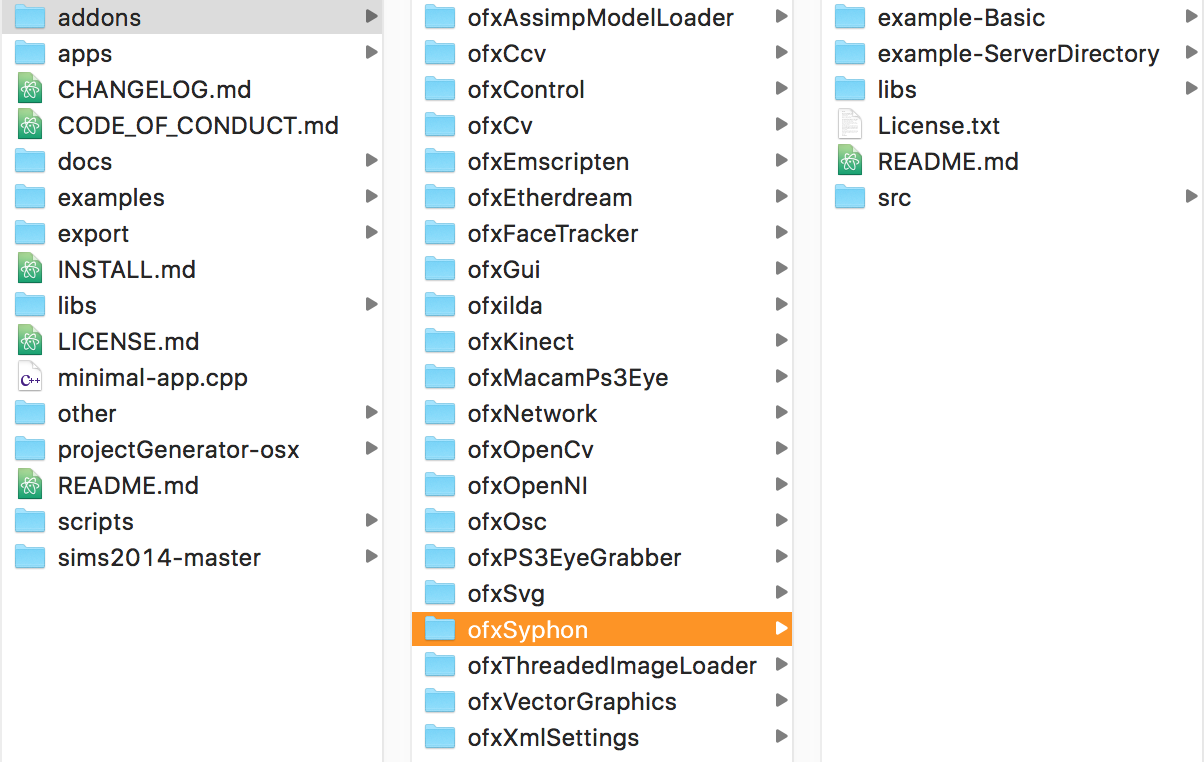 addons
apps
CHANGELOG.md
CODE_OF_CONDUCT.md
docs
examples
export
INSTALL.md
libs
LICENSE.md
C++
minimal-app.cpp
other
projectGenerator-osx
README.md
scripts
sims2014-master
ofxAssimpModelLoader
ofxCcv
ofxControl
ofxCv
ofxEmscripten
ofxEtherdream
ofxFaceTracker
ofxGui
ofxilda
ofxKinect
ofxMacamPs3Eye
ofxNetwork
ofxOpenCv
ofxOpenNI
ofxOsc
ofxPS3EyeGrabber
ofxSvg
ofxSyphon
ofxThreadedImageLoader
ofxVectorGraphics
ofxXmlSettings
example-Basic
example-ServerDirectory
libs
License.txt
README.md
src